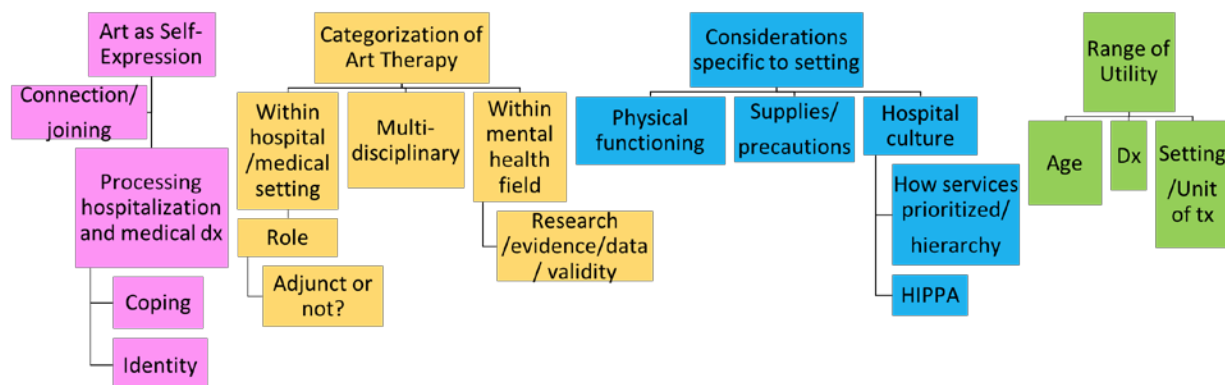 Art as Self-
Expression
Connection/
joining
Processing
hospitalization
and medical dx
Coping
Identity
Categorization of
Art Therapy
Within
hospital
/medical
setting
Role
Adjunct or
not?
Multi-
disciplinary
Within
mental
health
field
Research
/evidence/data
/ validity
Considerations
specific to setting
Physical
functioning
Supplies/
precautions
Hospital
culture
How services
prioritized/
hierarchy
HIPPA
Range of
Utility
Age
Dx
Setting
/Unit
of tx